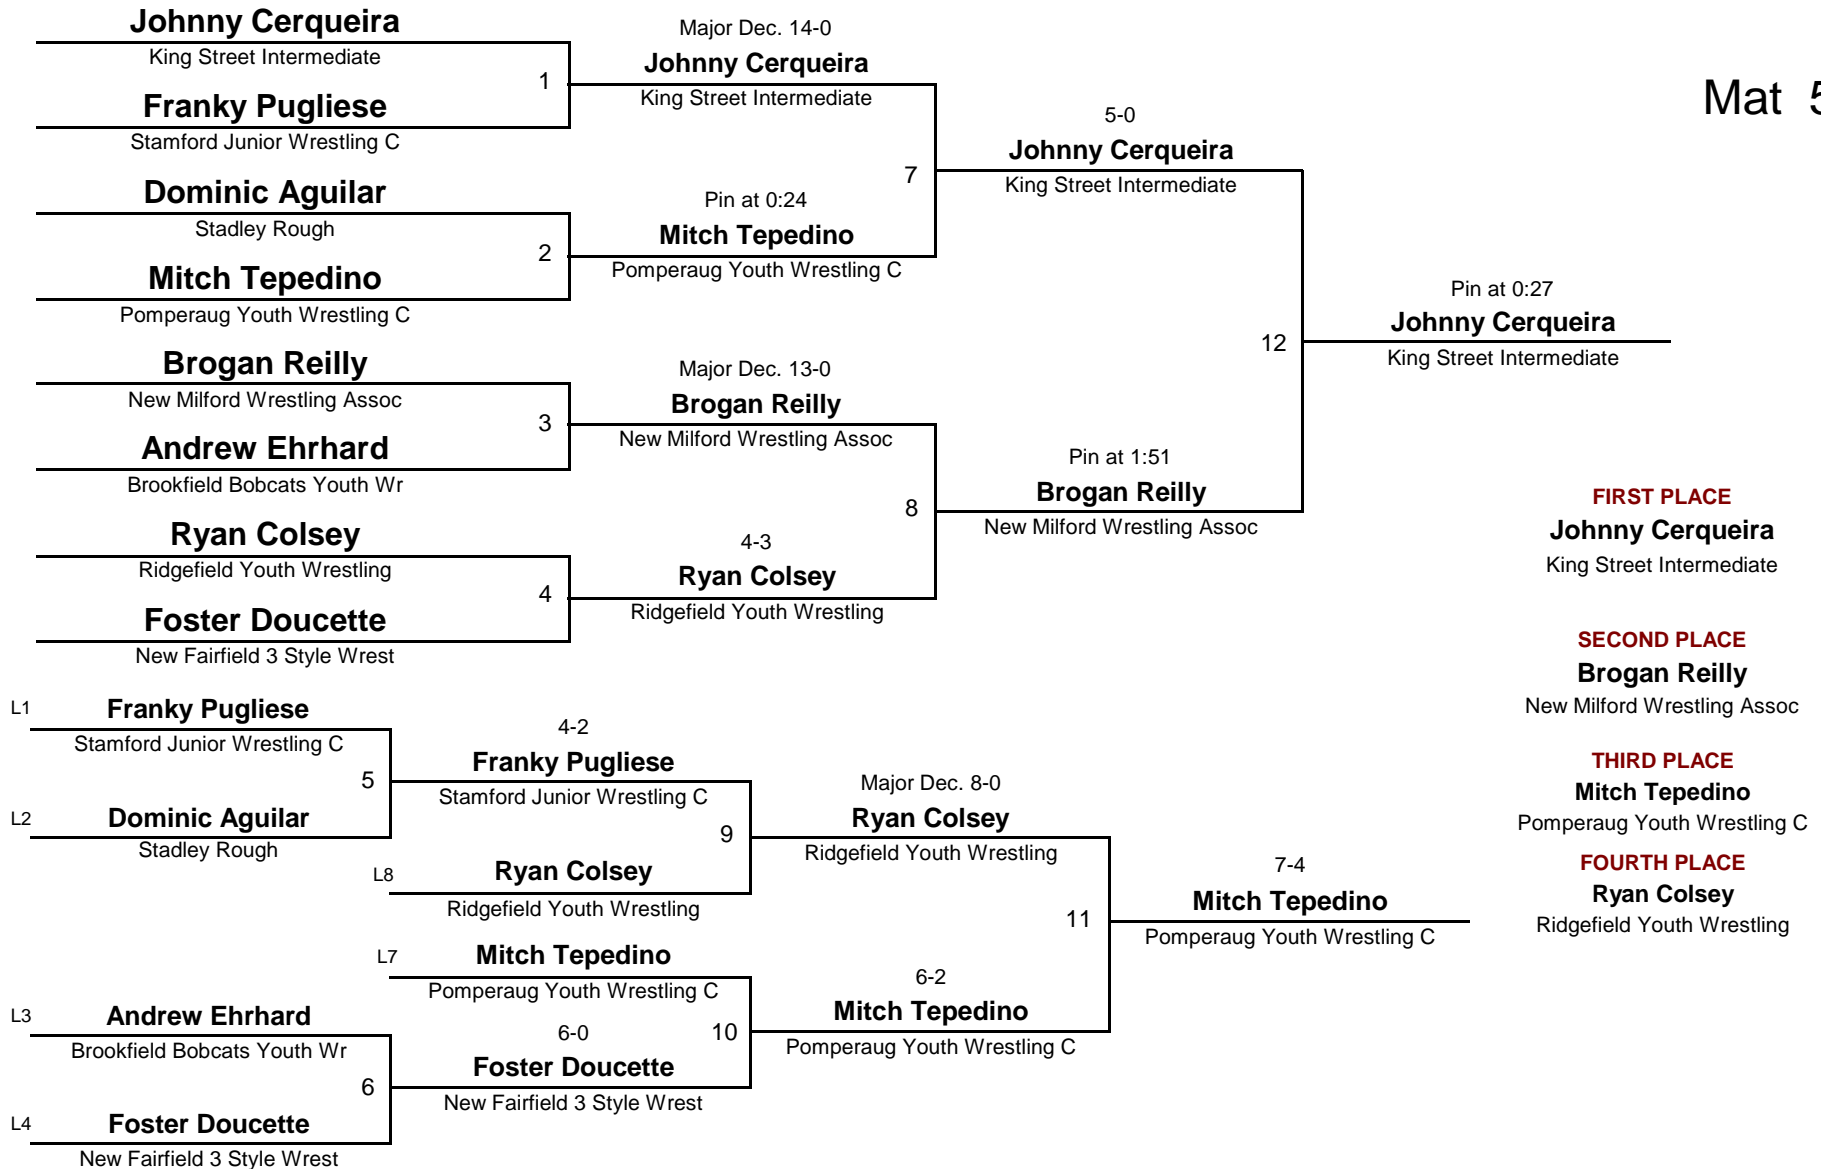 Johnny Cerqueira
King Street Intermediate
1
Franky Pugliese
Stamford Junior Wrestling C
Dominic Aguilar
Stadley Rough
2
Mitch Tepedino
Pomperaug Youth Wrestling C
Brogan Reilly
New Milford Wrestling Assoc
3
Andrew Ehrhard
Brookfield Bobcats Youth Wr
Ryan Colsey
Ridgefield Youth Wrestling
4
Foster Doucette
New Fairfield 3 Style Wrest
Major Dec. 14-0
Johnny Cerqueira
King Street Intermediate
7
Pin at 0:24
Mitch Tepedino
Pomperaug Youth Wrestling C
Major Dec. 13-0
Brogan Reilly
New Milford Wrestling Assoc
8
4-3
Ryan Colsey
Ridgefield Youth Wrestling
5-0
Johnny Cerqueira
King Street Intermediate
12
Pin at 1:51
Brogan Reilly
New Milford Wrestling Assoc
Pin at 0:27
Johnny Cerqueira
King Street Intermediate
Mat 5
L1
Franky Pugliese
Stamford Junior Wrestling C
5
L2
Dominic Aguilar
Stadley Rough
L3
Andrew Ehrhard
Brookfield Bobcats Youth Wr
6
L4
Foster Doucette
New Fairfield 3 Style Wrest
4-2
Franky Pugliese
Stamford Junior Wrestling C
9
L8
Ryan Colsey
Ridgefield Youth Wrestling
L7
Mitch Tepedino
Pomperaug Youth Wrestling C
10
6-0
Foster Doucette
New Fairfield 3 Style Wrest
Major Dec. 8-0
Ryan Colsey
Ridgefield Youth Wrestling
11
6-2
Mitch Tepedino
Pomperaug Youth Wrestling C
7-4
Mitch Tepedino
Pomperaug Youth Wrestling C
FIRST PLACE
Johnny Cerqueira
King Street Intermediate
SECOND PLACE
Brogan Reilly
New Milford Wrestling Assoc
THIRD PLACE
Mitch Tepedino
Pomperaug Youth Wrestling C
FOURTH PLACE
Ryan Colsey
Ridgefield Youth Wrestling